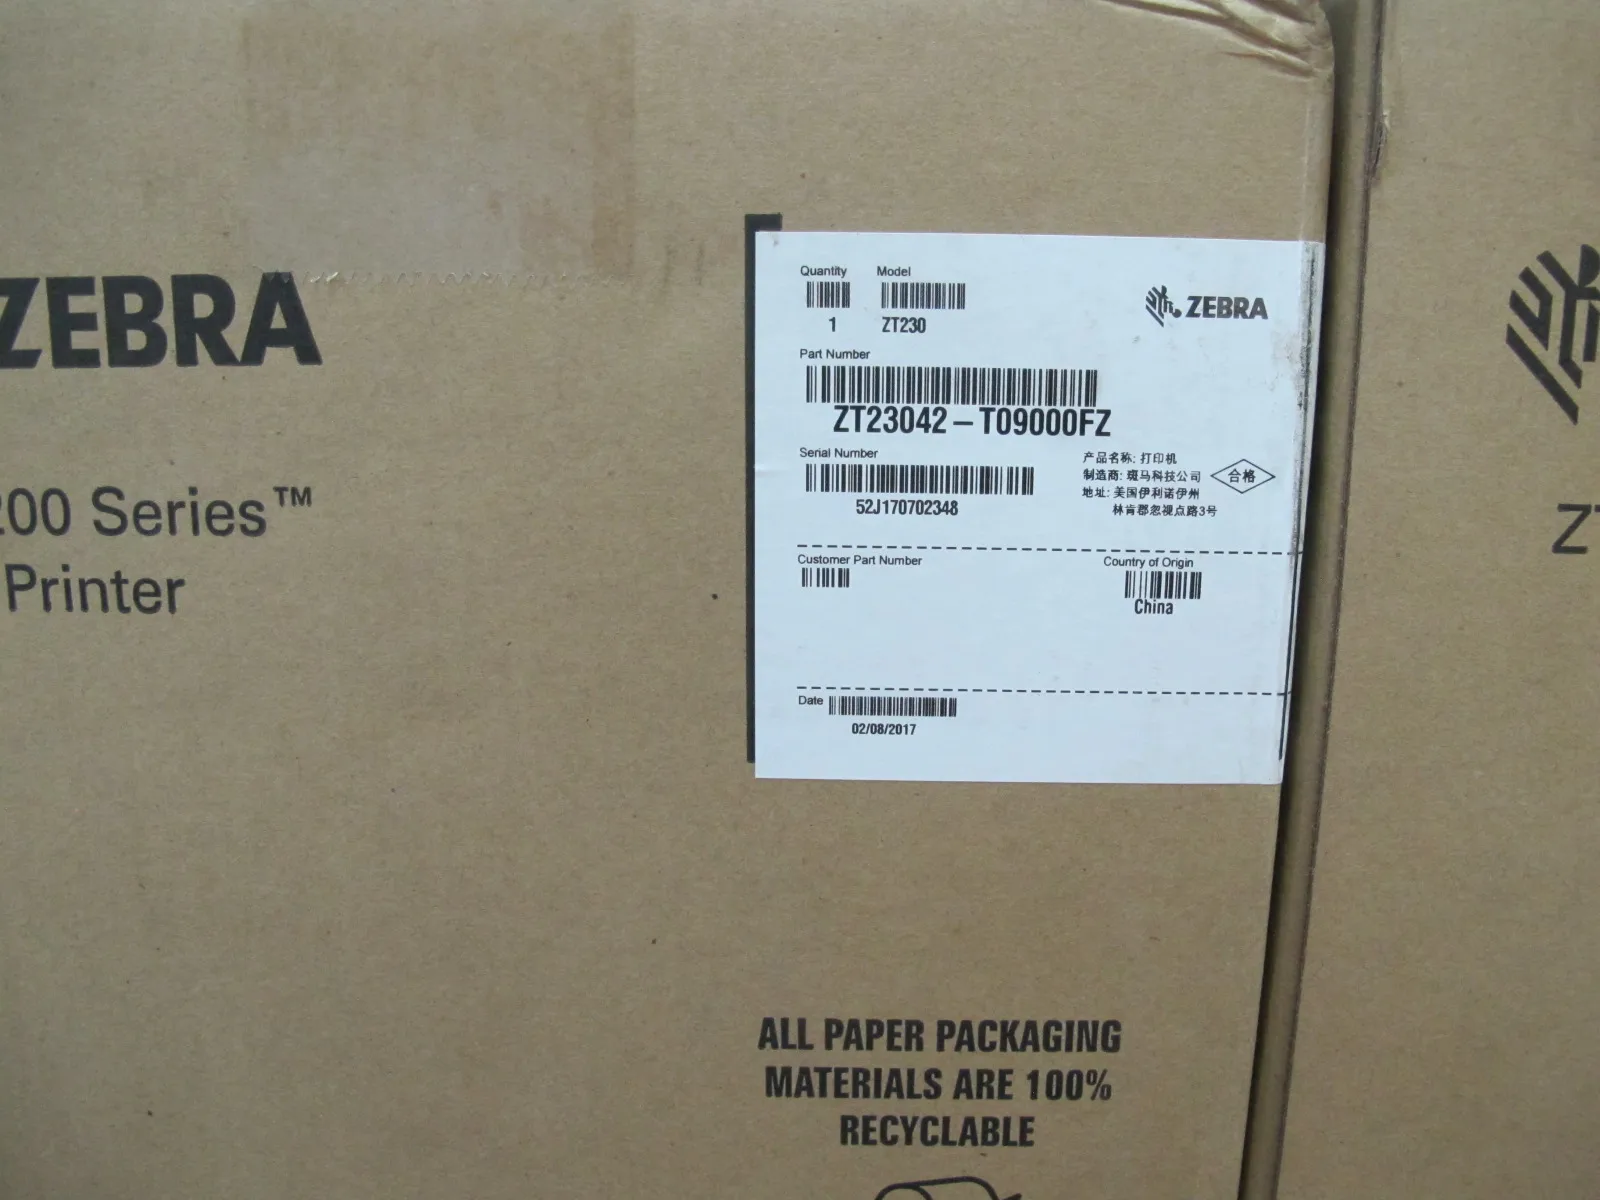 ZEBRA
200 Series™
Printer
Quantity Model
1 ZT230
ZEBRA
Part Number
ZT23042-T09000FZ
Serial Number
52J170702348
产品名称: 打印机
制造商: 斑马科技公司
地址: 美国伊利诺伊州
林肯郡忽视点路3号
合格
Customer Part Number
Country of Origin
China
Date
02/08/2017
ALL PAPER PACKAGING
MATERIALS ARE 100%
RECYCLABLE